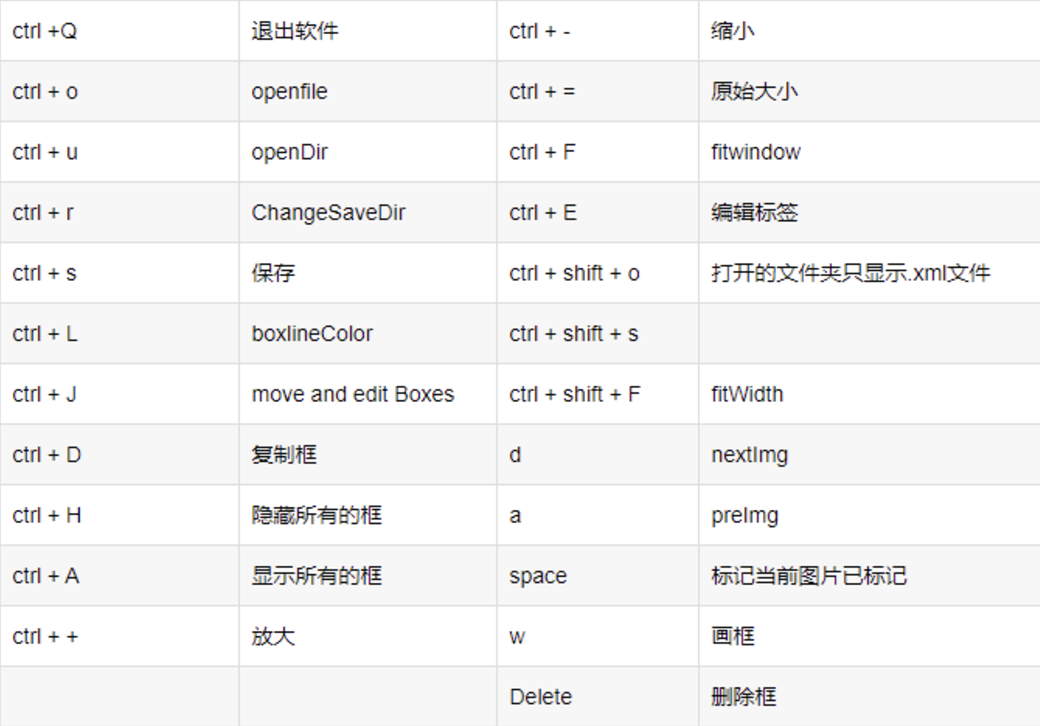 ctrl +Q 退出软件 ctrl + - 缩小
ctrl + o openfile ctrl + = 原始大小
ctrl + u openDir ctrl + F fitwindow
ctrl + r ChangeSaveDir ctrl + E 编辑标签
ctrl + s 保存 ctrl + shift + o 打开的文件夹只显示.xml文件
ctrl + L boxlineColor ctrl + shift + s
ctrl + J move and edit Boxes ctrl + shift + F fitWidth
ctrl + D 复制框 d nextImg
ctrl + H 隐藏所有的框 a preImg
ctrl + A 显示所有的框 space 标记当前图片已标记
ctrl + + 放大 w 画框
Delete 删除框